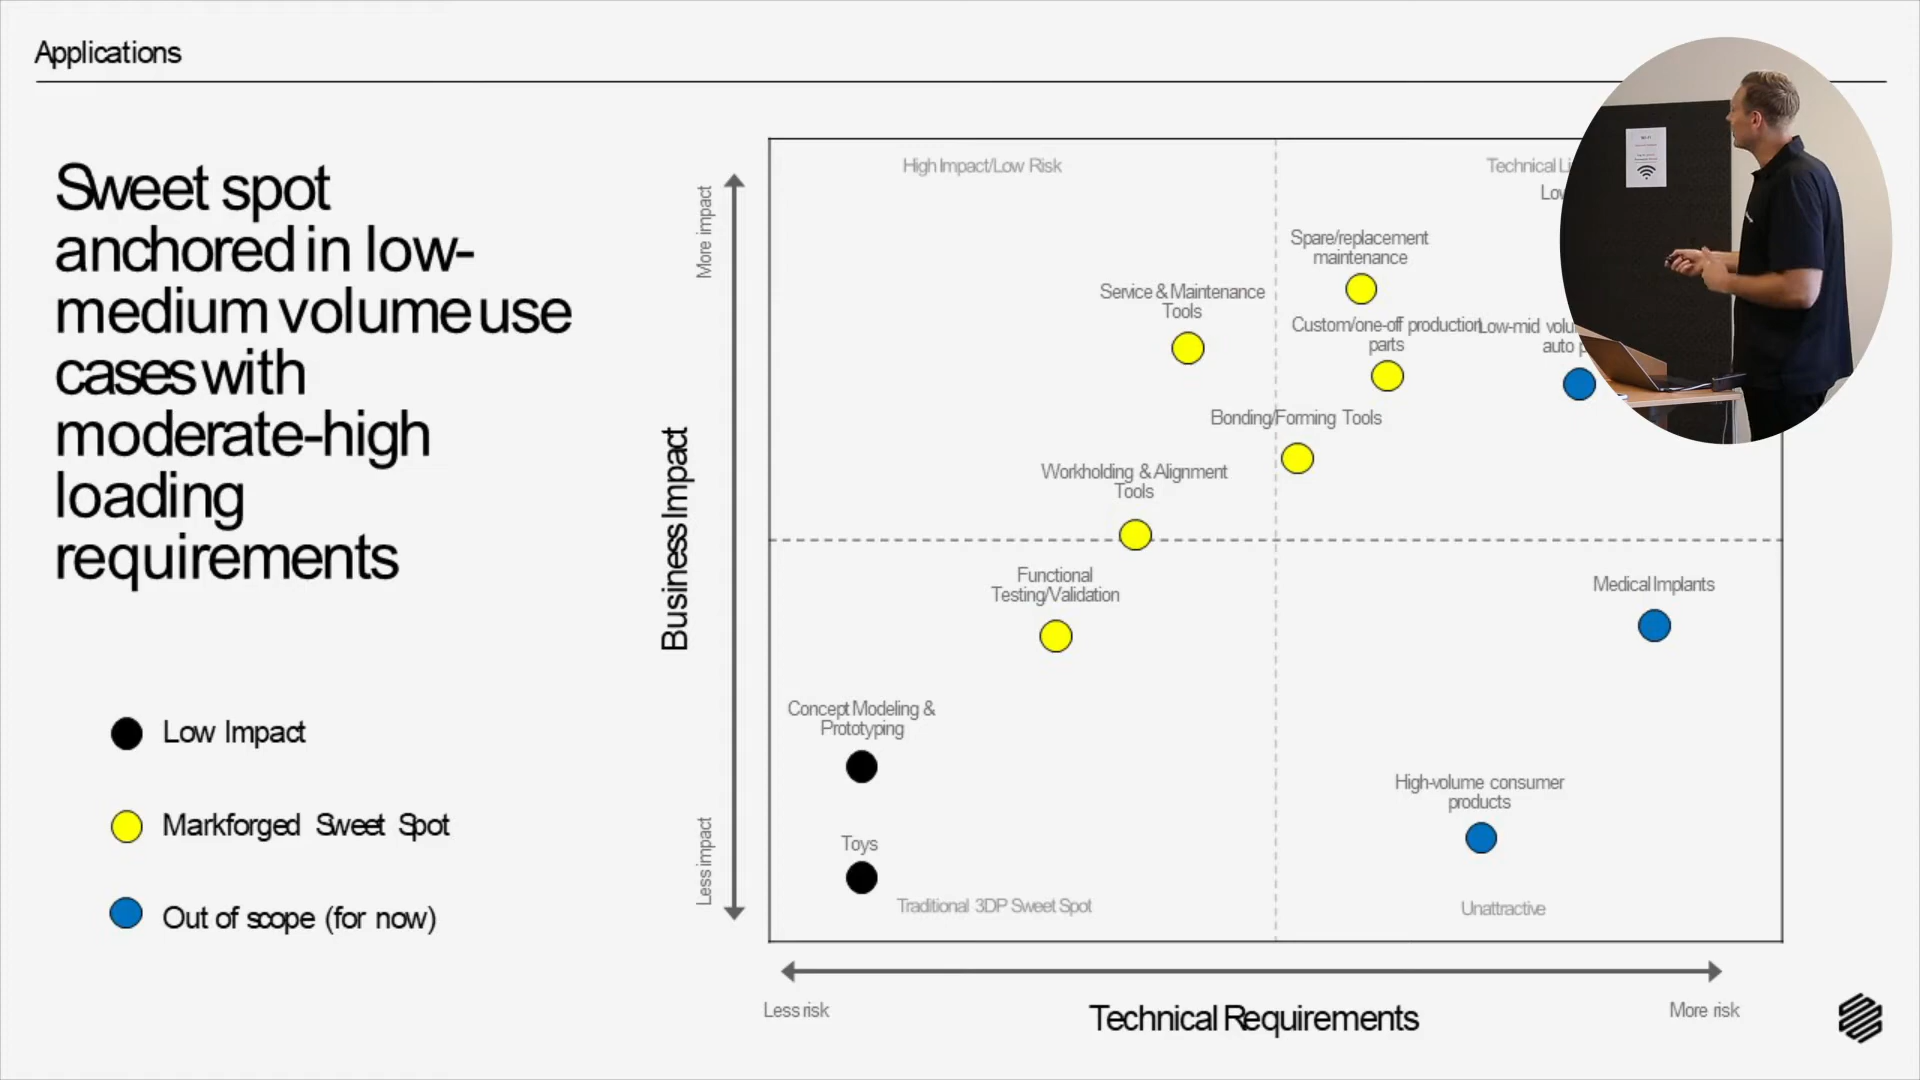 Applications
Sweet spot
anchored in low-
medium volume use
cases with
moderate-high
loading
requirements
Low Impact
Markforged Sweet Spot
Out of scope (for now)
Business Impact
More impact
Less impact
High Impact/Low Risk
Technical
Spare/replacement
maintenance
Service & Maintenance
Tools
Custom/one-off production
parts
Low-mid
auto
Bonding/Forming Tools
Workholding & Alignment
Tools
Functional
Testing/Validation
Medical Implants
Concept Modeling &
Prototyping
High-volume consumer
products
Toys
Traditional 3DP Sweet Spot
Unattractive
Less risk
Technical Requirements
More risk